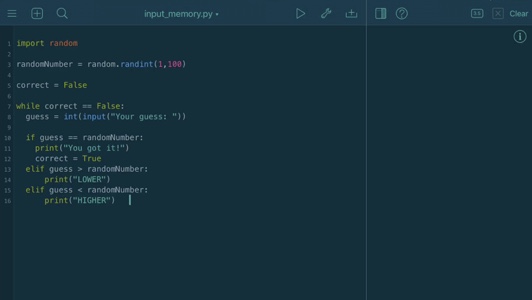 input_memory.py
Clear
1 import random
2
3 randomNumber = random.randint(1,100)
4
5 correct = False
6
7 while correct == False:
8 guess = int(input("Your guess: "))
9
10 if guess == randomNumber:
11 print("You got it!")
12 correct = True
13 elif guess > randomNumber:
14 print("LOWER")
15 elif guess < randomNumber:
16 print("HIGHER")